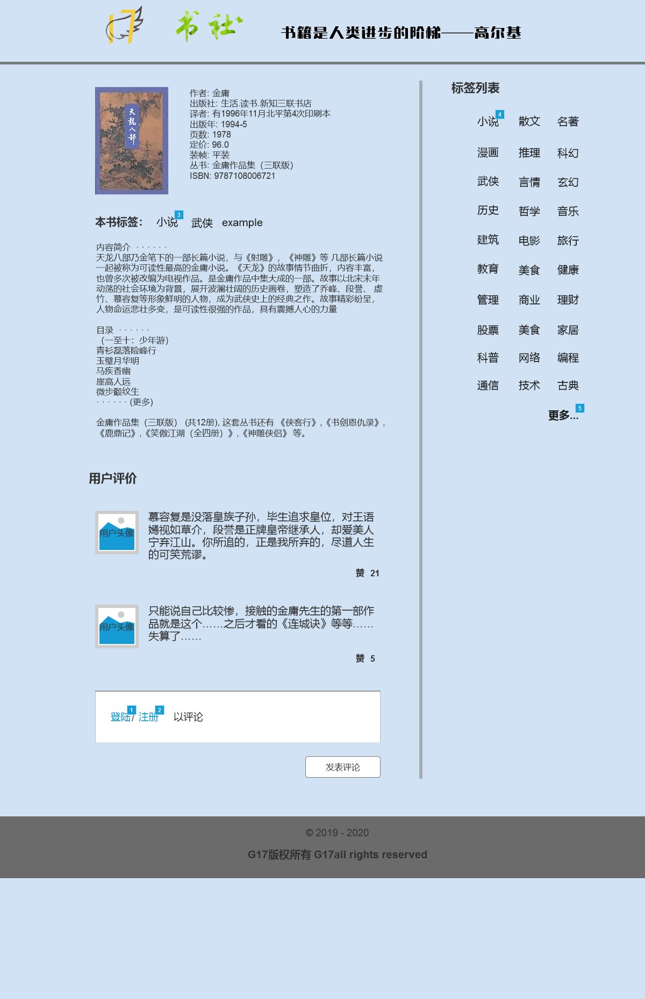 17 书社
书籍是人类进步的阶梯——高尔基
天龍八部
作者: 金庸
出版社: 生活.读书.新知三联书店
译者: 有1996年11月北平第4次印刷本
出版年: 1994-5
页数: 1978
定价: 96.0
装帧: 平装
丛书: 金庸作品集（三联版）
ISBN: 9787108006721
本书标签： 小说 3 武侠 example
内容简介 · · · · · ·
天龙八部乃金笔下的一部长篇小说，与《射雕》，《神雕》等 几部长篇小说
一起被称为可读性最高的金庸小说。《天龙》的故事情节曲折，内容丰富，
也曾多次被改编为电视作品。是金庸作品中集大成的一部。故事以北宋末年
动荡的社会环境为背景，展开波澜壮阔的历史画卷，塑造了乔峰、段誉、 虚
竹、慕容复等形象鲜明的人物，成为武侠史上的经典之作。故事精彩纷呈，
人物命运悲壮多变，是可读性很强的作品，具有震撼人心的力量
目录 · · · · · ·
（一至十：少年游）
青衫磊落险峰行
玉璧月华明
马疾香幽
崖高人远
微步縠纹生
· · · · · · (更多)
金庸作品集（三联版） (共12册), 这套丛书还有 《侠客行》,《书剑恩仇录》,
《鹿鼎记》,《笑傲江湖（全四册）》,《神雕侠侣》 等。
用户评价
用户头像
慕容复是没落皇族子孙，毕生追求皇位，对王语
嫣视如草介，段誉是正牌皇帝继承人，却爱美人
宁弃江山。你所追的，正是我所弃的，尽道人生
的可笑荒谬。
赞 21
用户头像
只能说自己比较惨，接触的金庸先生的第一部作
品就是这个……之后才看的《连城诀》等等……
失算了……
赞 5
登陆 1 / 注册 2 以评论
发表评论
标签列表
小说 4 散文 名著
漫画 推理 科幻
武侠 言情 玄幻
历史 哲学 音乐
建筑 电影 旅行
教育 美食 健康
管理 商业 理财
股票 美食 家居
科普 网络 编程
通信 技术 古典
更多... 5
© 2019 - 2020
G17版权所有 G17all rights reserved